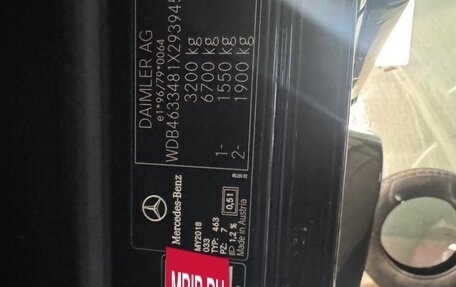 DAIMLER AG
e1*96/79*0064
WDB4633481X29394
3200 kg
6700 kg
1- 1550 kg
2- 1900 kg
Mercedes-Benz
MY2018
033
TYP: 463
PZ: 7
ED 1,2 % 0,51
Made in Austria